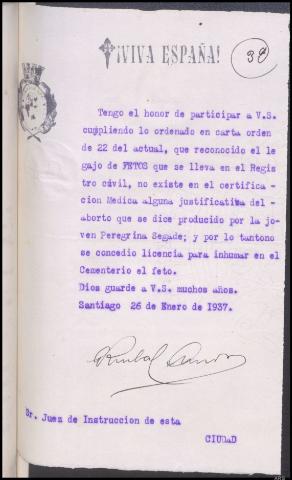 ¡VIVA ESPAÑA!
38
Tengo el honor de participar a V.S.
cumpliendo lo ordenado en carta orden
de 22 del actual, que reconocido el le
gajo de FETOS que se lleva en el Regis
tro civil, no existe en el certifica -
cion Medica alguna justificativa del-
aborto que se dice producido por la jo-
ven Peregrina Segade; y por lo tantono
se concedio licencia para inhumar en el
Cementerio el feto.
Dios guarde a V.S. muchos años.
Santiago 26 de Enero de 1937.
Sr. Juez de Instruccion de esta
CIUDAD